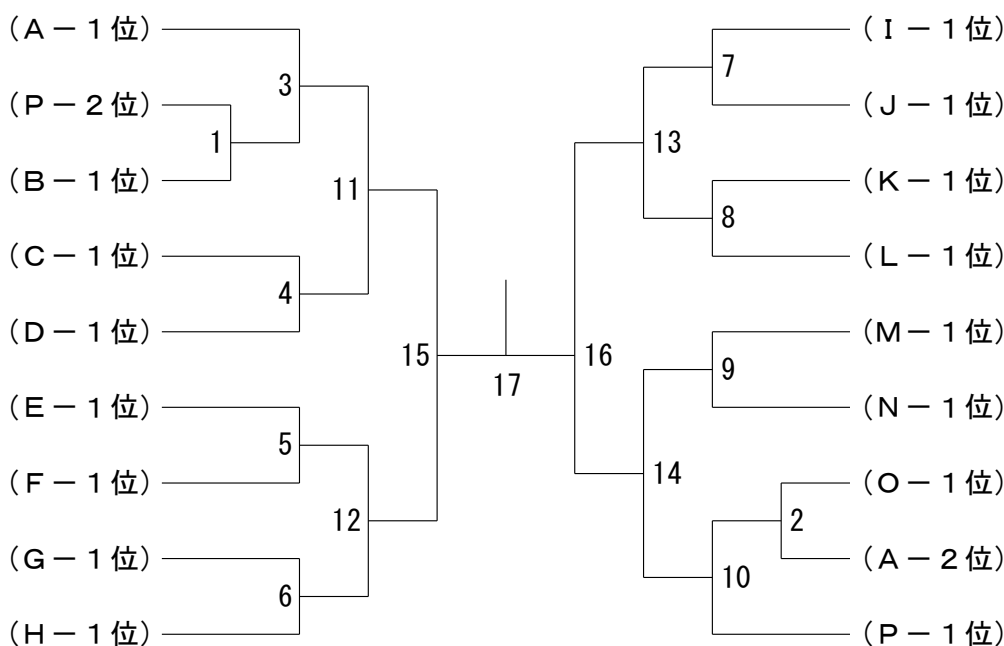 (A－1位)
(P－2位)
(B－1位)
(C－1位)
(D－1位)
(E－1位)
(F－1位)
(G－1位)
(H－1位)
1
3
4
5
6
11
12
15
17
16
13
14
7
8
9
2
10
(I－1位)
(J－1位)
(K－1位)
(L－1位)
(M－1位)
(N－1位)
(O－1位)
(A－2位)
(P－1位)